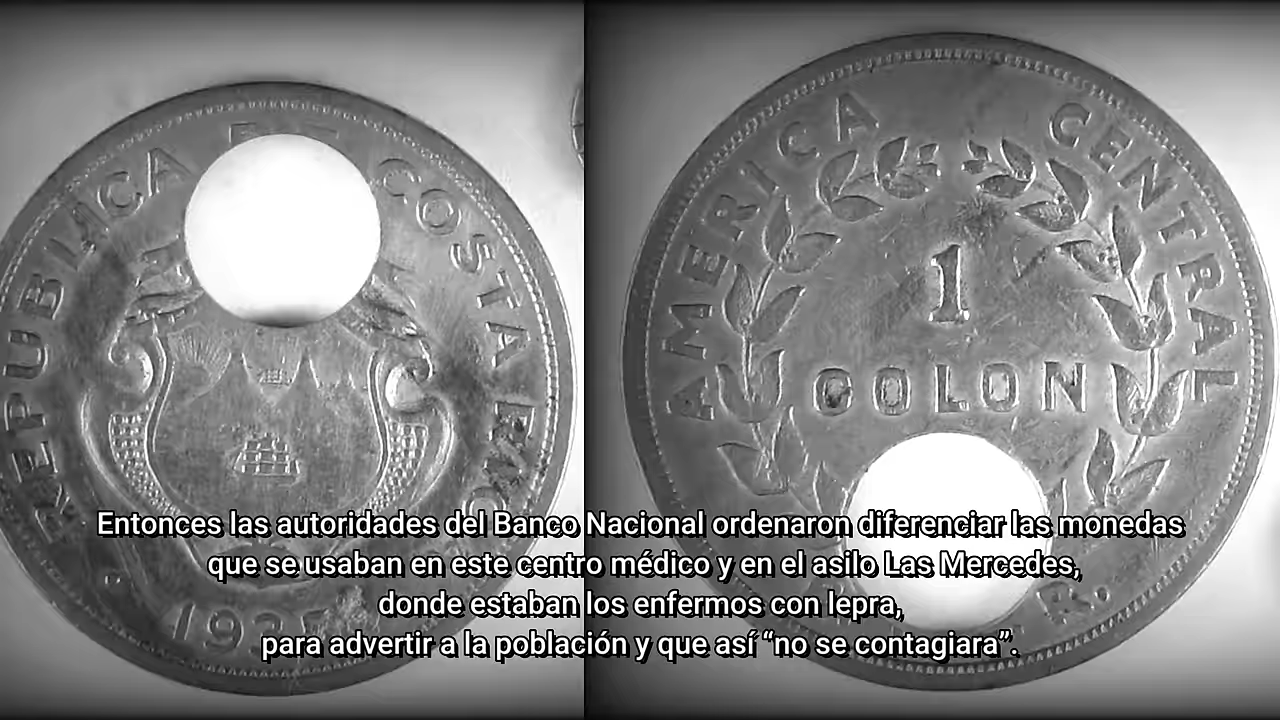 REPUBLICA DE COSTA RICA
AMERICA CENTRAL
1
COLON
R.
Entonces las autoridades del Banco Nacional ordenaron diferenciar las monedas
que se usaban en este centro médico y en el asilo Las Mercedes,
donde estaban los enfermos con lepra,
para advertir a la población y que así “no se contagiara”.